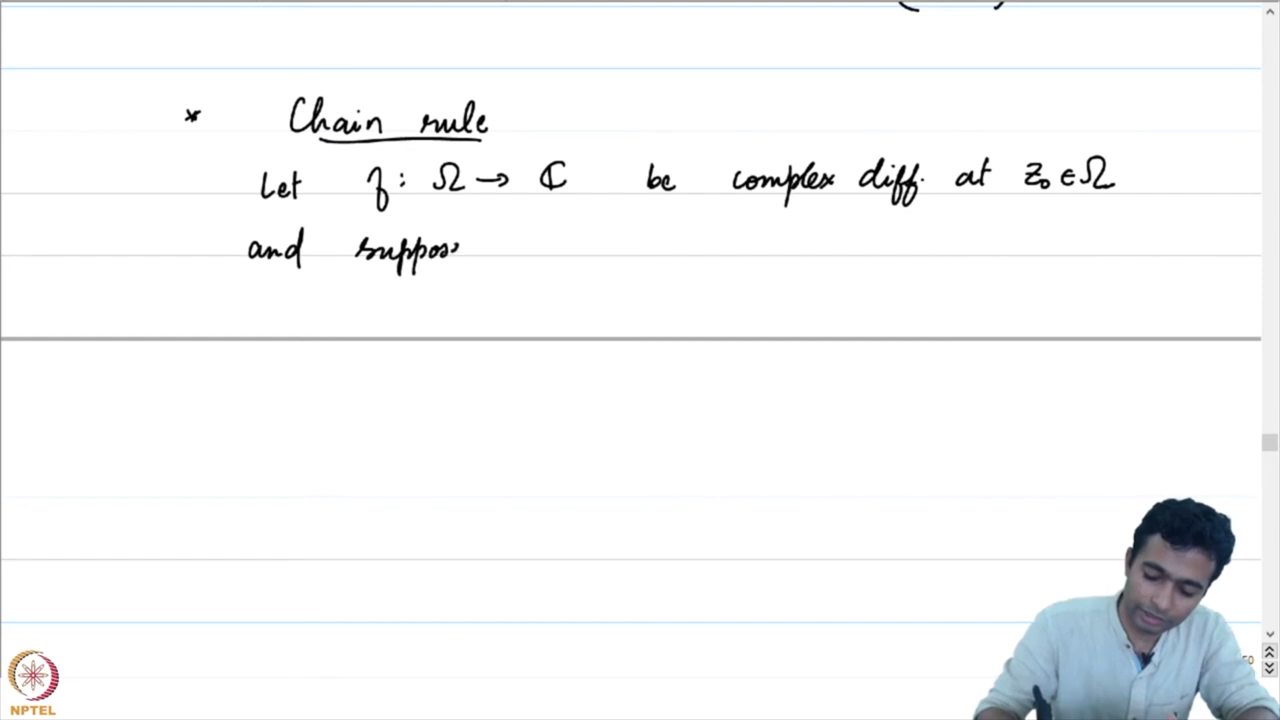 * Chain rule
Let f : Ω → ℂ be complex diff. at z₀ ∈ Ω
and suppos
NPTEL